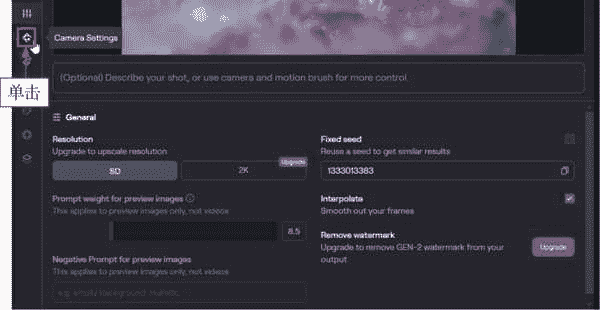 Camera Settings
(Optional) Describe your shot, or use camera and motion brush for more control
单击
General
Resolution
Upgrade to upscale resolution
SD
2K
Upgrade
Prompt weight for preview images
This applies to preview images only, not videos
8.5
Negative Prompt for preview images
This applies to preview images only, not videos
e.g. empty background, realistic,
Fixed seed
Reuse a seed to get similar results
1333013383
Interpolate
Smooth out your frames
Remove watermark
Upgrade to remove GEN-2 watermark from your
output
Upgrade